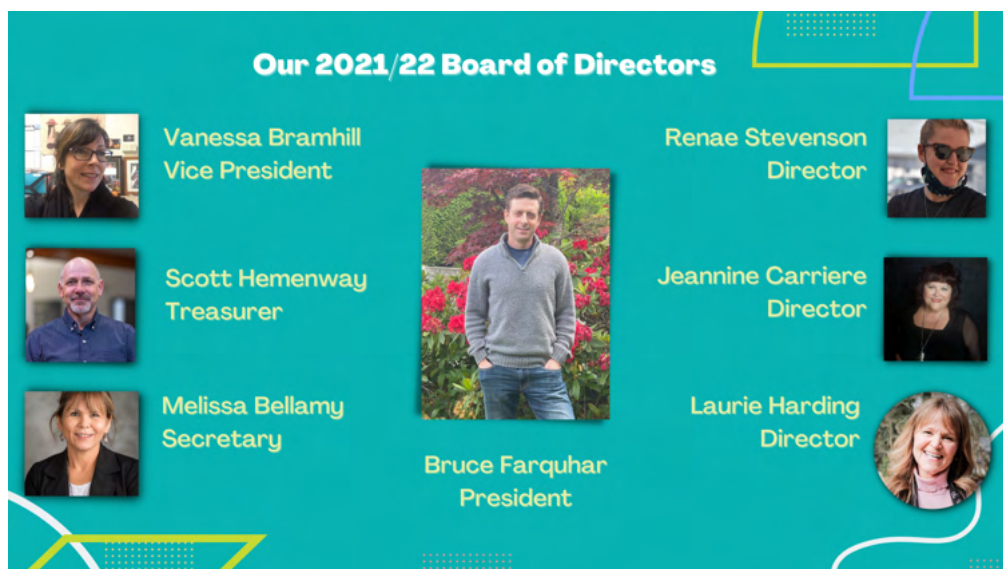 Our 2021/22 Board of Directors
Vanessa Bramhill
Vice President
Scott Hemenway
Treasurer
Melissa Bellamy
Secretary
Bruce Farquhar
President
Renae Stevenson
Director
Jeannine Carriere
Director
Laurie Harding
Director